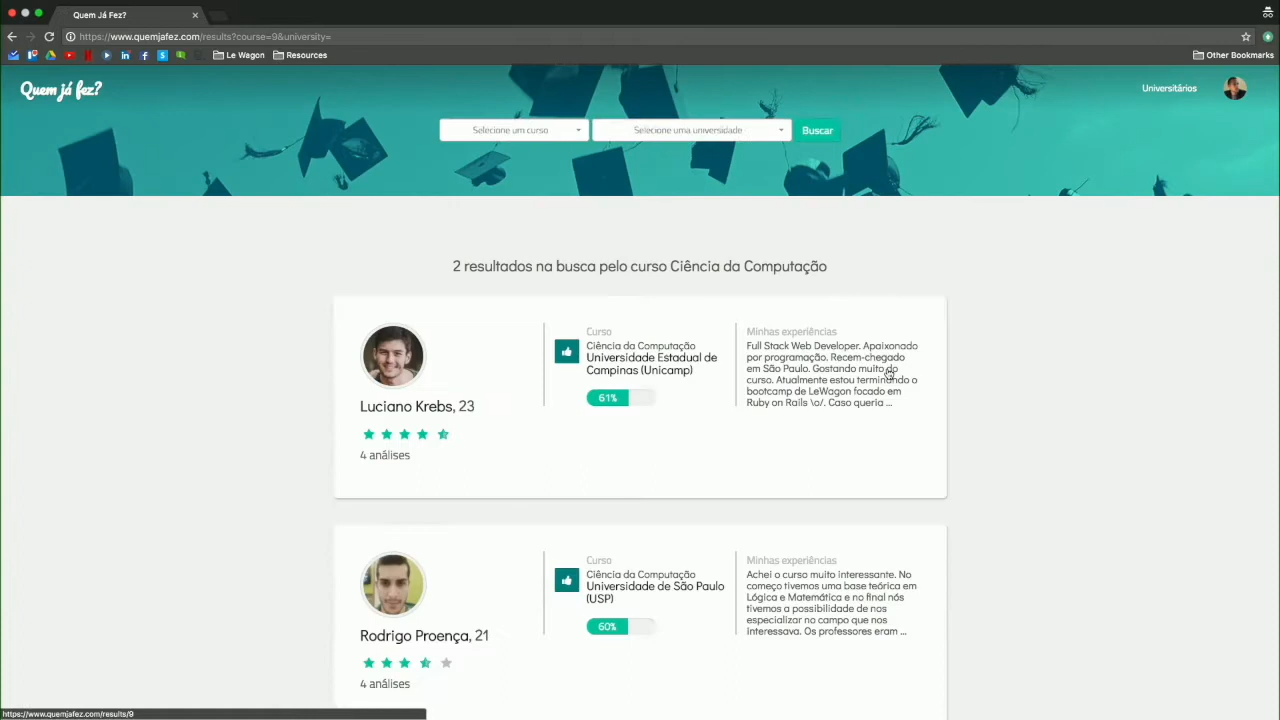 Quem Já Fez?
https://www.quemjafez.com/results?course=9&university=
Le Wagon
Resources
Other Bookmarks
Quem já fez?
Universitários
Selecione um curso
Selecione uma universidade
Buscar
2 resultados na busca pelo curso Ciência da Computação
Luciano Krebs, 23
4 análises
Curso
Ciência da Computação
Universidade Estadual de
Campinas (Unicamp)
61%
Minhas experiências
Full Stack Web Developer. Apaixonado
por programação. Recem-chegado
em São Paulo. Gostando muito do
curso. Atualmente estou terminando o
bootcamp de LeWagon focado em
Ruby on Rails \o/. Caso queria ...
Rodrigo Proença, 21
4 análises
Curso
Ciência da Computação
Universidade de São Paulo
(USP)
60%
Minhas experiências
Achei o curso muito interessante. No
começo tivemos uma base teórica em
Lógica e Matemática e no final nós
tivemos a possibilidade de nos
especializar no campo que nos
interessava. Os professores eram ...
https://www.quemjafez.com/results/9